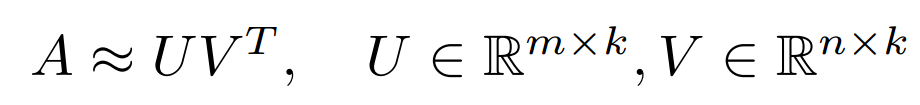 A ≈ UV^T, U ∈ ℝ^{m×k}, V ∈ ℝ^{n×k}